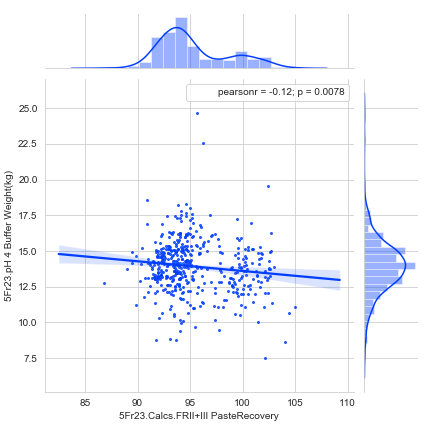 pearsonr = -0.12; p = 0.0078
25.0
22.5
20.0
17.5
15.0
12.5
10.0
7.5
5Fr23.pH 4 Buffer Weight(kg)
85 90 95 100 105 110
5Fr23.Calcs.FRII+III PasteRecovery